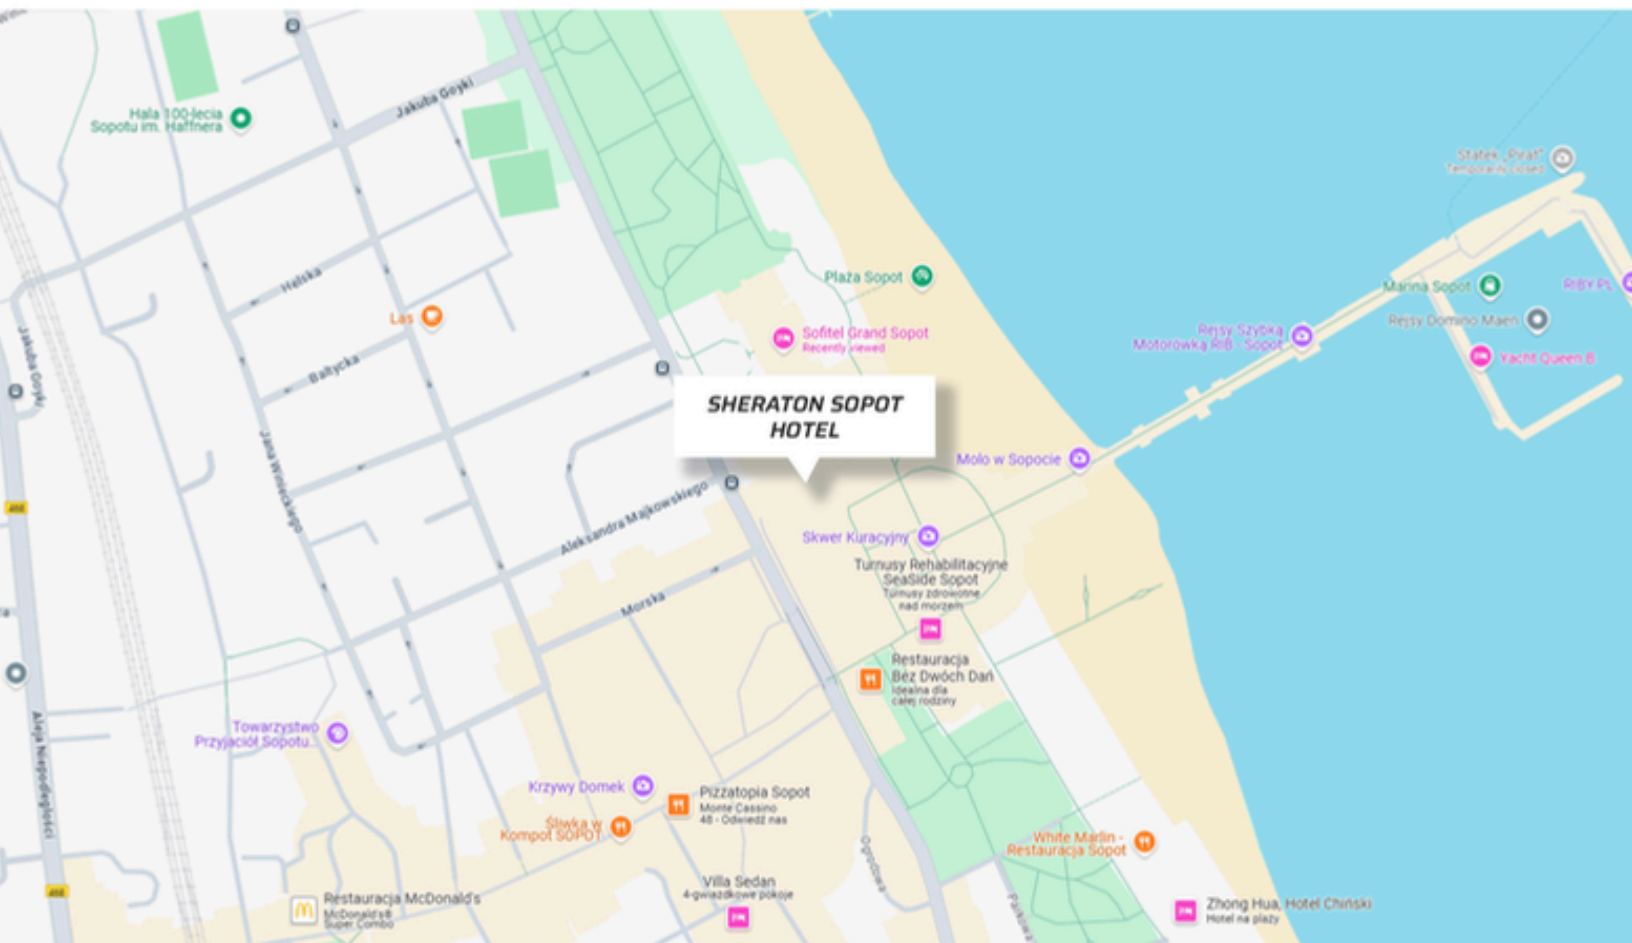 Jakuba Goyki
Hala 100-lecia
Sopotu im. Haffnera
Statek „Pirat"
Temporarily closed
Helska
Plaża Sopot
Marina Sopot
RIBY PL
Las
Rejsy Domino Maen
Sofitel Grand Sopot
Recently viewed
Rejsy Szybką
Motorówką RIB - Sopot
Yacht Queen B
Jakuba Goyki
Bałtycka
SHERATON SOPOT
HOTEL
Molo w Sopocie
Jana Winieckiego
468
Aleksandra Majkowskiego
Skwer Kuracyjny
Turnusy Rehabilitacyjne
SeaSide Sopot
Turnusy zdrowotne
nad morzem
Morska
Restauracja
Bez Dwóch Dań
Idealna dla
całej rodziny
Towarzystwo
Przyjaciół Sopotu...
Aleja Niepodległości
Krzywy Domek
Pizzatopia Sopot
Monte Cassino
48 - Odwiedź nas
Śliwka w
Kompot SOPOT
White Marlin -
Restauracja Sopot
Ogrodowa
Villa Sedan
4-gwiazdkowe pokoje
468
Restauracja McDonald's
McDonald's®
Super Combo
Parkowa
Zhong Hua, Hotel Chiński
Hotel na plaży